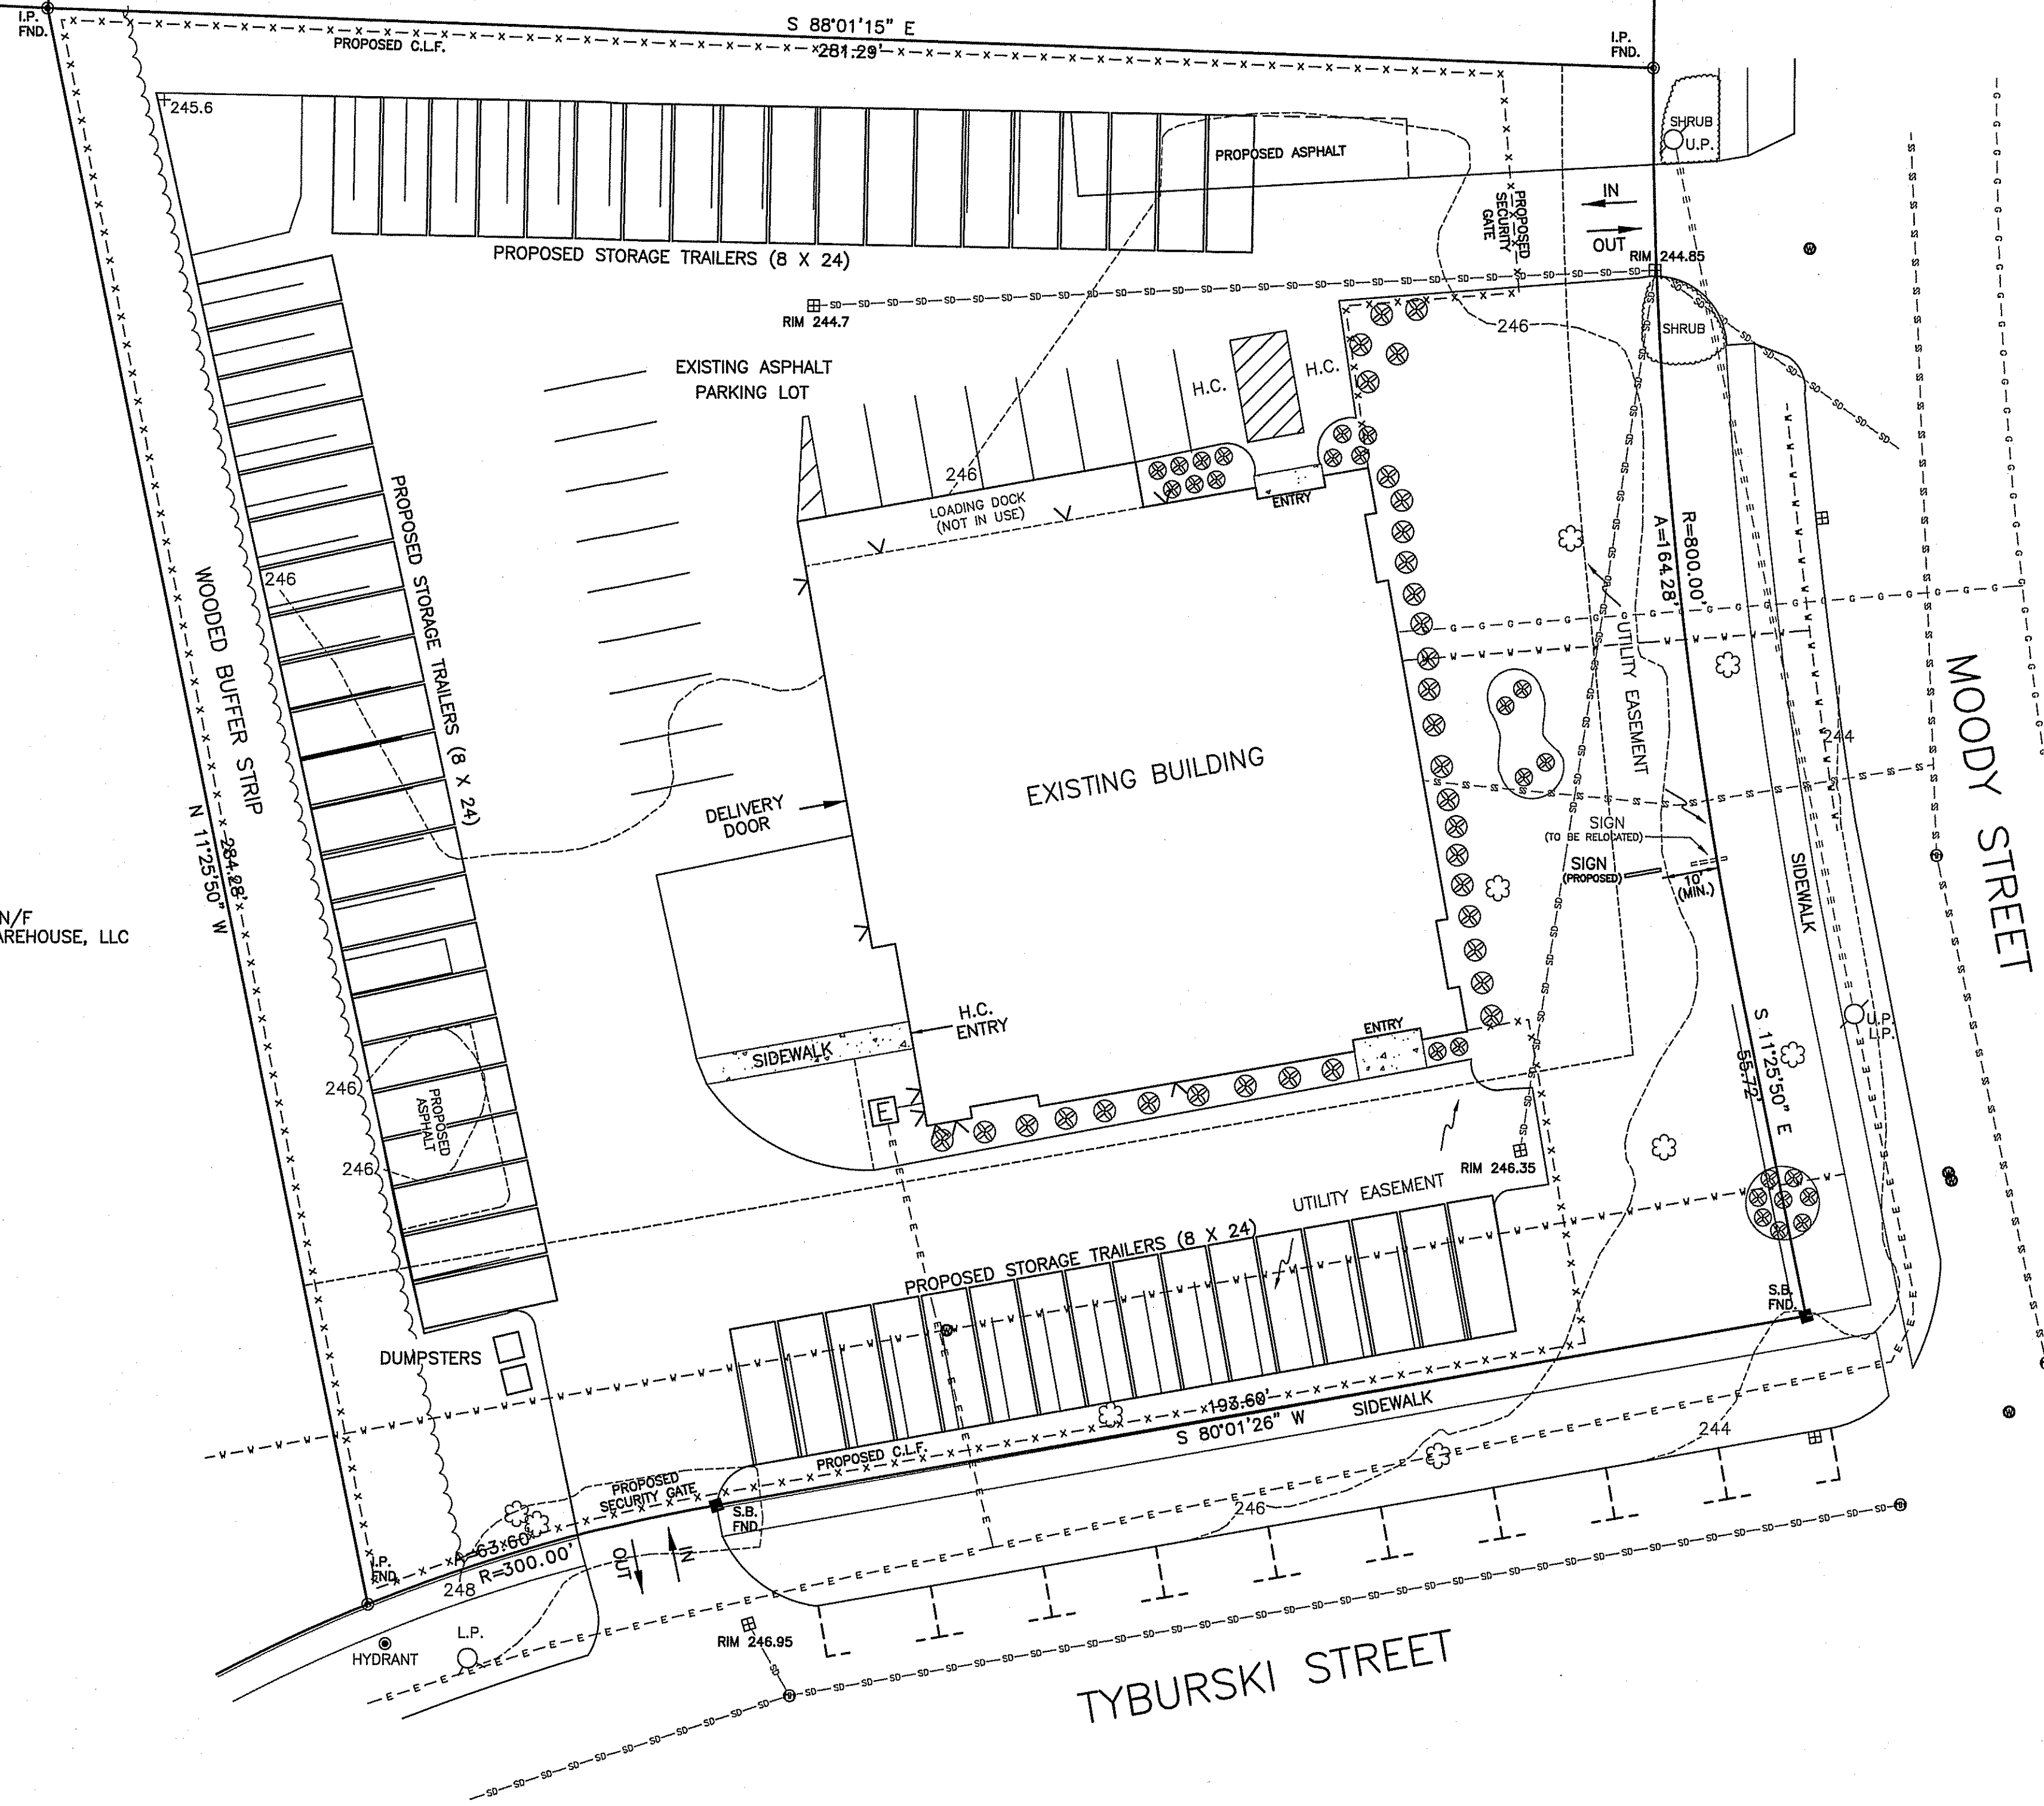 I.P.
FND.
S 88°01'15" E
281.29'
PROPOSED C.L.F.
I.P.
FND.
245.6
SHRUB
U.P.
PROPOSED ASPHALT
PROPOSED
SECURITY
GATE
IN
OUT
PROPOSED STORAGE TRAILERS (8 X 24)
RIM 244.85
RIM 244.7
246
SHRUB
EXISTING ASPHALT
PARKING LOT
H.C.
H.C.
246
LOADING DOCK
(NOT IN USE)
ENTRY
PROPOSED STORAGE TRAILERS (8 X 24)
246
WOODED BUFFER STRIP
N 11°25'50" W
284.28'
R=800.00'
A=164.28'
UTILITY EASEMENT
MOODY STREET
244
EXISTING BUILDING
DELIVERY
DOOR
SIGN
(TO BE RELOCATED)
SIGN
(PROPOSED)
10'
(MIN.)
SIDEWALK
N/F
AREHOUSE, LLC
H.C.
ENTRY
SIDEWALK
ENTRY
S 11°25'50" E
55.72'
U.P.
L.P.
246
PROPOSED
ASPHALT
246
E
RIM 246.35
UTILITY EASEMENT
PROPOSED STORAGE TRAILERS (8 X 24)
S.B.
FND.
DUMPSTERS
193.60'
S 80°01'26" W
SIDEWALK
PROPOSED C.L.F.
PROPOSED
SECURITY GATE
S.B.
FND.
244
246
I.P.
FND.
A=63.60'
R=300.00'
248
OUT
IN
L.P.
HYDRANT
RIM 246.95
TYBURSKI STREET